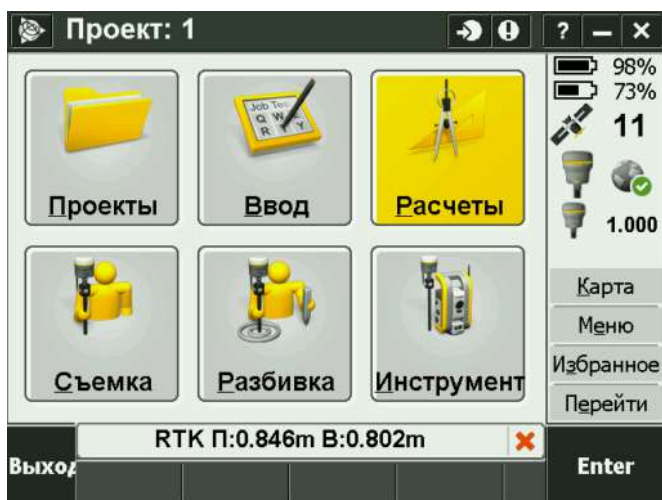 Проект: 1
?
98%
73%
11
1.000
Проекты
Ввод
Расчеты
Съемка
Разбивка
Инструмент
Карта
Меню
Избранное
Перейти
RTK П:0.846m В:0.802m
Выход
Enter